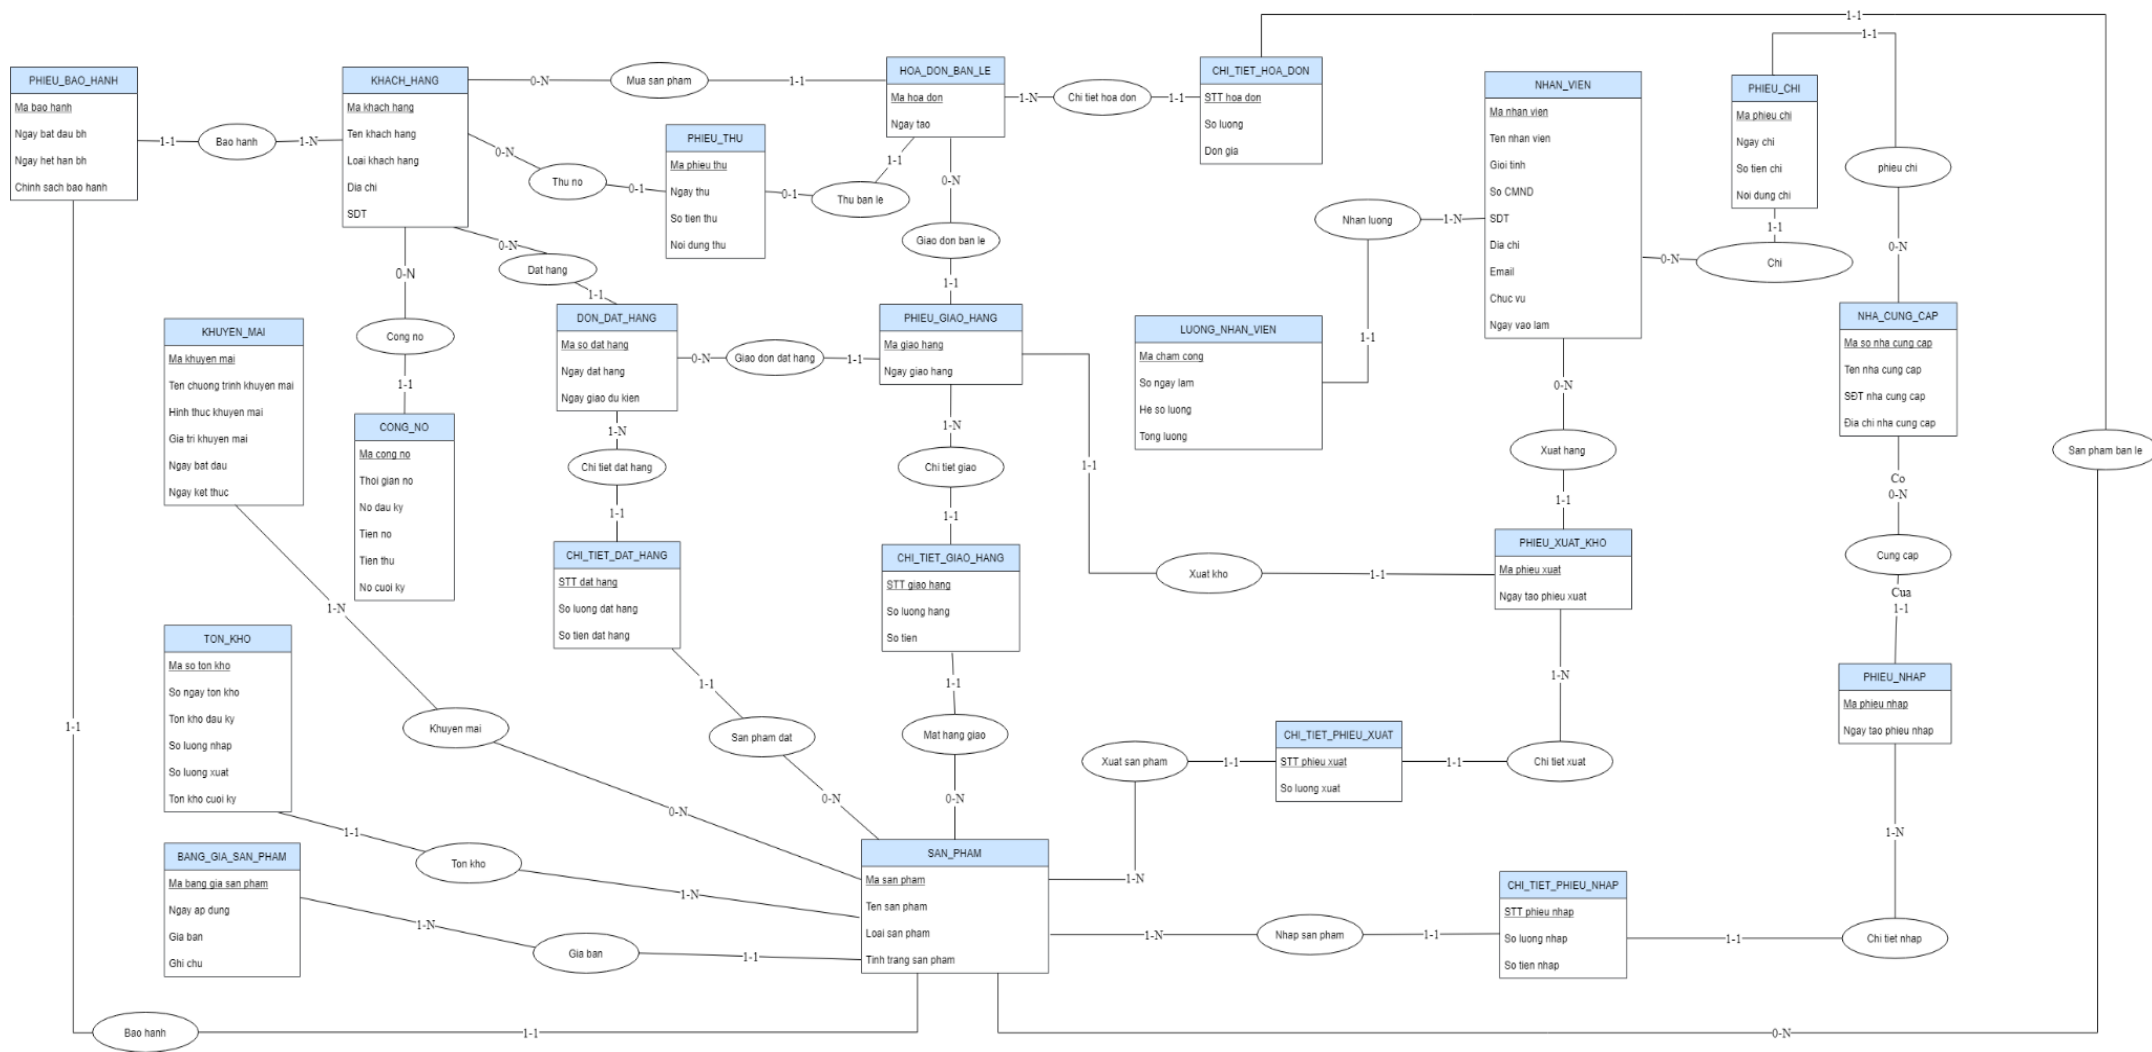 1-1
PHIEU_BAO_HANH
Ma bao hanh
Ngay bat dau bh
Ngay het han bh
Chinh sach bao hanh
1-1
Bao hanh
1-N
KHACH_HANG
Ma khach hang
Ten khach hang
Loai khach hang
Dia chi
SDT
0-N
Mua san pham
1-1
HOA_DON_BAN_LE
Ma hoa don
Ngay tao
1-N
Chi tiet hoa don
1-1
CHI_TIET_HOA_DON
STT hoa don
So luong
Don gia
NHAN_VIEN
Ma nhan vien
Ten nhan vien
Gioi tinh
So CMND
SDT
Dia chi
Email
Chuc vu
Ngay vao lam
1-1
PHIEU_CHI
Ma phieu chi
Ngay chi
So tien chi
Noi dung chi
phieu chi
0-N
1-1
Chi
0-N
0-N
Thu no
0-1
PHIEU_THU
Ma phieu thu
Ngay thu
So tien thu
Noi dung thu
0-1
Thu ban le
1-1
0-N
Giao don ban le
1-1
Nhan luong
1-N
1-1
LUONG_NHAN_VIEN
Ma cham cong
So ngay lam
He so luong
Tong luong
0-N
Dat hang
1-1
0-N
Cong no
1-1
CONG_NO
Ma cong no
Thoi gian no
No dau ky
Tien no
Tien thu
No cuoi ky
KHUYEN_MAI
Ma khuyen mai
Ten chuong trinh khuyen mai
Hinh thuc khuyen mai
Gia tri khuyen mai
Ngay bat dau
Ngay ket thuc
DON_DAT_HANG
Ma so dat hang
Ngay dat hang
Ngay giao du kien
0-N
Giao don dat hang
1-1
PHIEU_GIAO_HANG
Ma giao hang
Ngay giao hang
NHA_CUNG_CAP
Ma so nha cung cap
Ten nha cung cap
SĐT nha cung cap
Đia chi nha cung cap
1-N
Chi tiet dat hang
1-1
1-N
Chi tiet giao
1-1
1-1
0-N
Xuat hang
1-1
San pham ban le
Co
0-N
Cung cap
Cua
1-1
CHI_TIET_DAT_HANG
STT dat hang
So luong dat hang
So tien dat hang
CHI_TIET_GIAO_HANG
STT giao hang
So luong hang
So tien
Xuat kho
1-1
PHIEU_XUAT_KHO
Ma phieu xuat
Ngay tao phieu xuat
1-N
TON_KHO
Ma so ton kho
So ngay ton kho
Ton kho dau ky
So luong nhap
So luong xuat
Ton kho cuoi ky
1-1
1-1
1-N
PHIEU_NHAP
Ma phieu nhap
Ngay tao phieu nhap
1-1
Khuyen mai
San pham dat
Mat hang giao
Xuat san pham
1-1
CHI_TIET_PHIEU_XUAT
STT phieu xuat
So luong xuat
1-1
Chi tiet xuat
0-N
0-N
0-N
1-1
Ton kho
1-N
1-N
1-N
BANG_GIA_SAN_PHAM
Ma bang gia san pham
Ngay ap dung
Gia ban
Ghi chu
1-N
Gia ban
1-1
SAN_PHAM
Ma san pham
Ten san pham
Loai san pham
Tinh trang san pham
1-N
Nhap san pham
1-1
CHI_TIET_PHIEU_NHAP
STT phieu nhap
So luong nhap
So tien nhap
1-1
Chi tiet nhap
Bao hanh
1-1
0-N